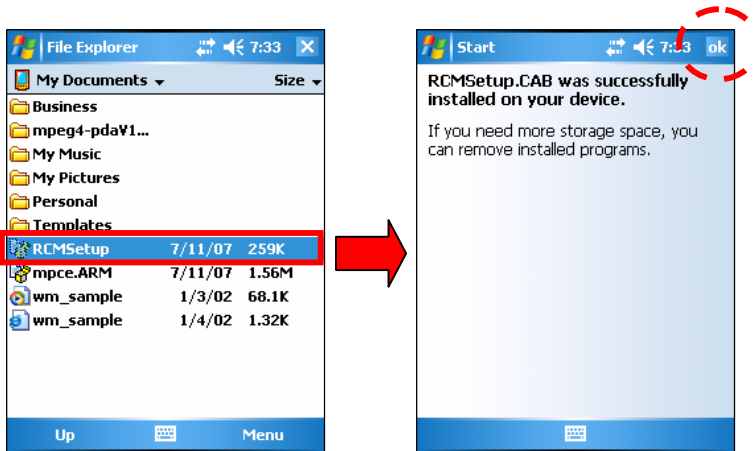 File Explorer 7:33
My Documents Size
Business
mpeg4-pda¥1...
My Music
My Pictures
Personal
Templates
RCMSetup 7/11/07 259K
mpce.ARM 7/11/07 1.56M
wm_sample 1/3/02 68.1K
wm_sample 1/4/02 1.32K
Up Menu
Start 7:33 ok
RCMSetup.CAB was successfully
installed on your device.
If you need more storage space, you
can remove installed programs.